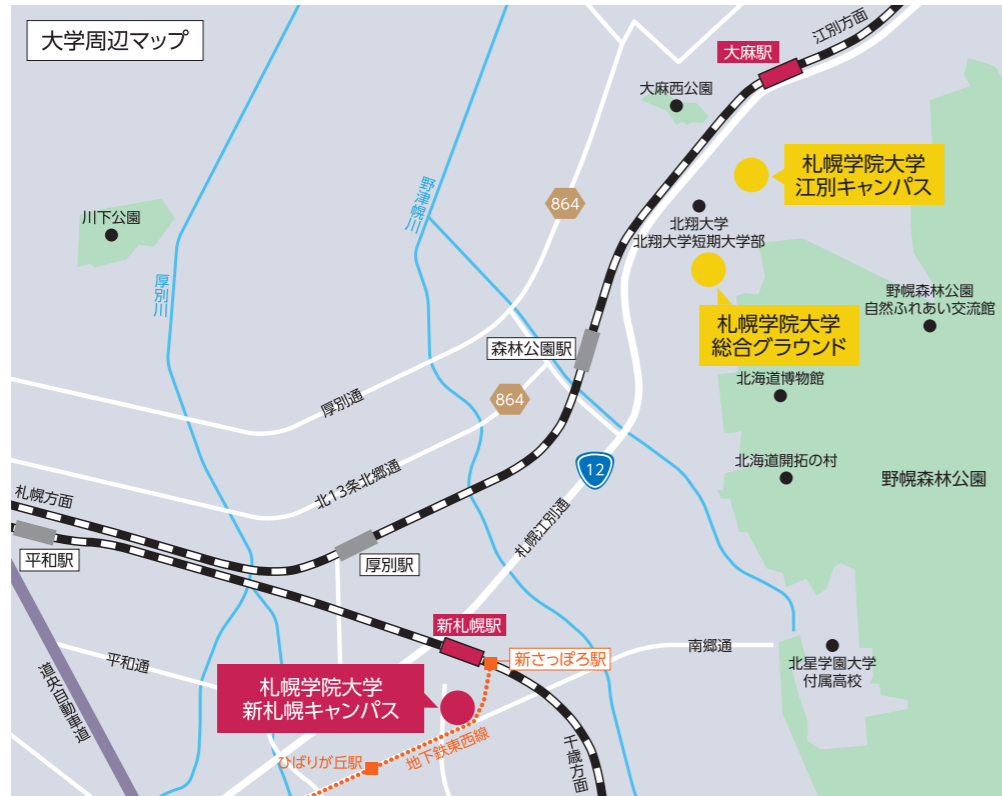 大学周辺マップ
江別方面
大麻駅
大麻西公園
札幌学院大学
江別キャンパス
野津幌川
864
川下公園
北翔大学
北翔大学短期大学部
厚別川
野幌森林公園
自然ふれあい交流館
札幌学院大学
総合グラウンド
森林公園駅
北海道博物館
厚別通
864
北海道開拓の村
野幌森林公園
12
北13条北郷通
札幌方面
札幌江別通
平和駅
厚別駅
新札幌駅
南郷通
新さっぽろ駅
平和通
北星学園大学
付属高校
道央自動車道
札幌学院大学
新札幌キャンパス
ひばりが丘駅
地下鉄東西線
千歳方面